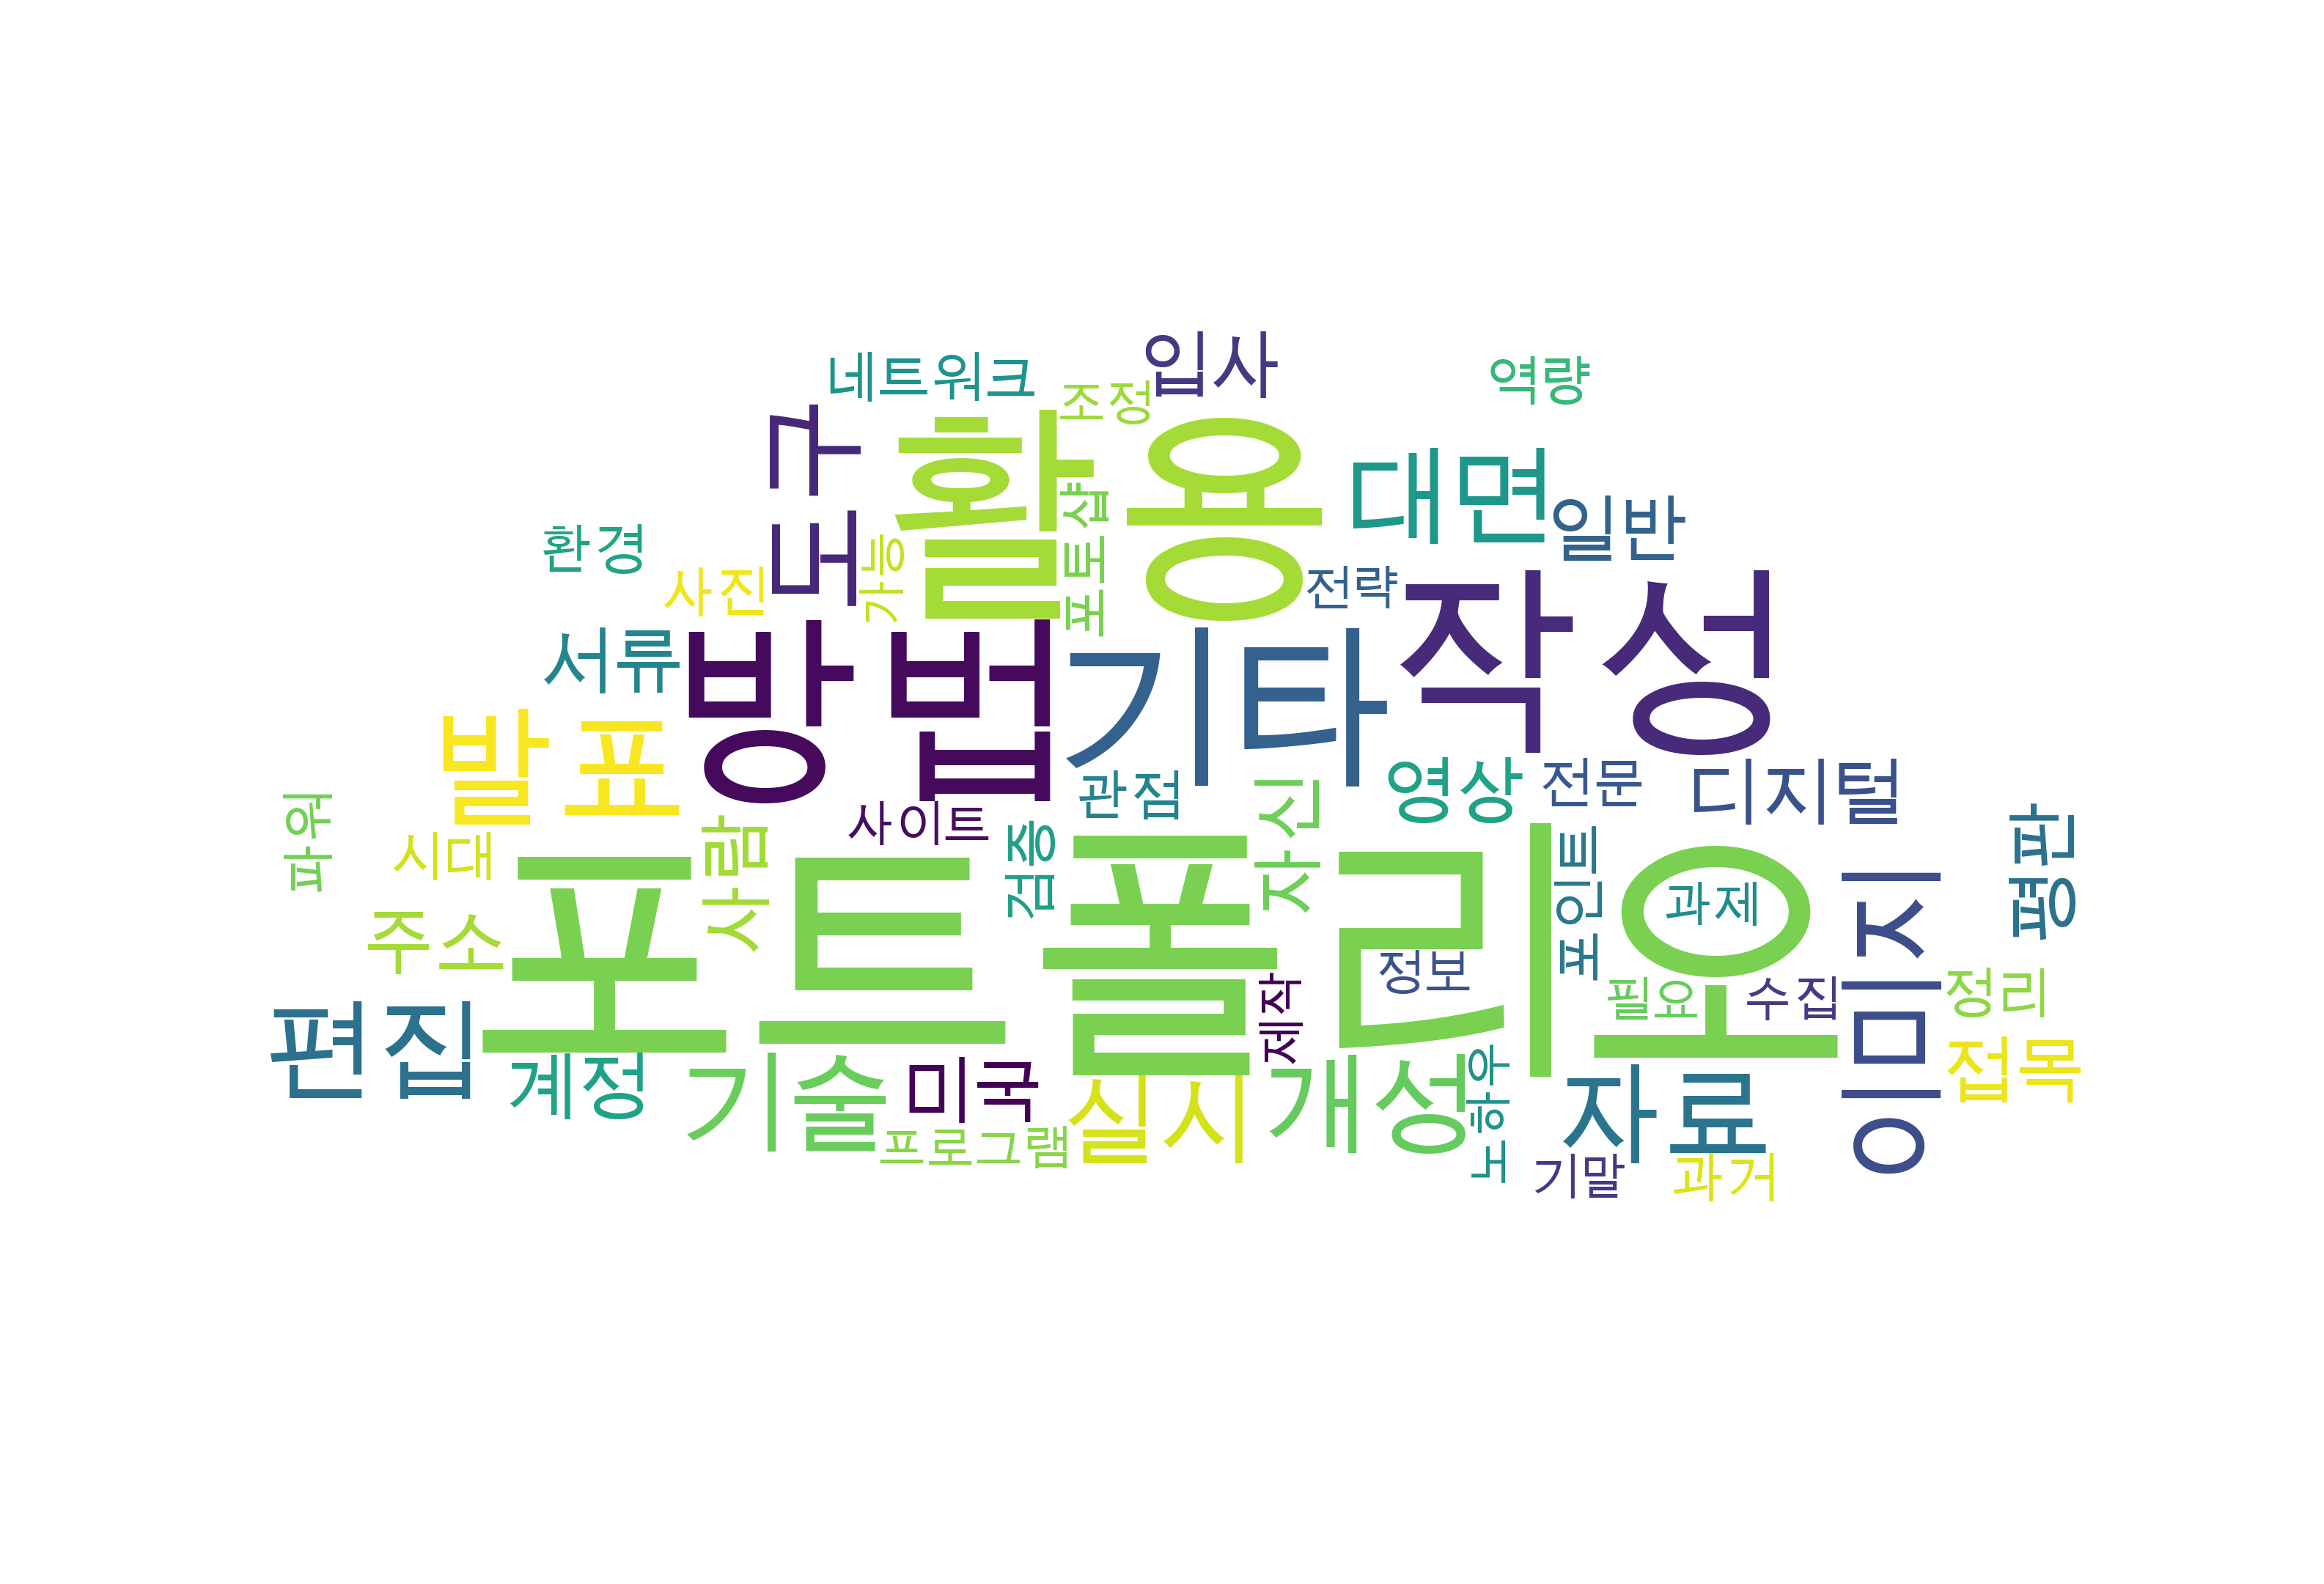 네트워크
입사
역량
조정
도구
활용
대면
일반
환경
사진
가능
포토샵
전략
서류
방법
기타
작성
발표
관점
영상
전문
디지털
파악
시대
사이트
사람
검증
자신
포인트
과제
평판
주소
포트폴리오
정보
제작
필요
수집
이미지
정리
접목
편집
계정
기술
미국
프로그램
실시
개성
노하우
자료
기말
과거